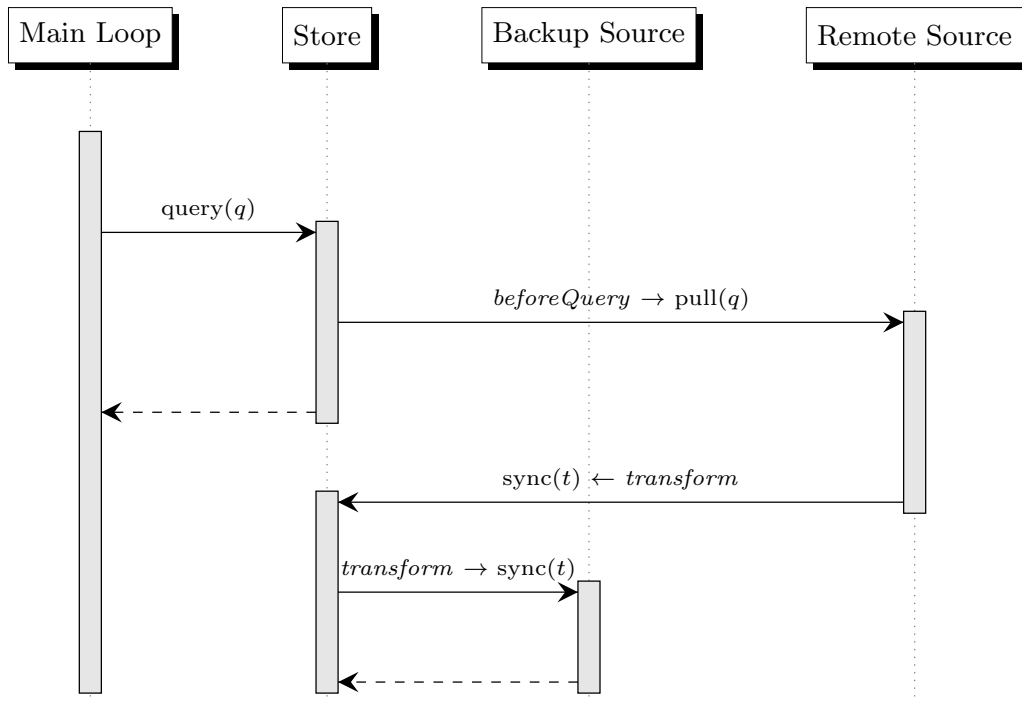 Main Loop
Store
Backup Source
Remote Source
query(q)
beforeQuery → pull(q)
sync(t) ← transform
transform → sync(t)